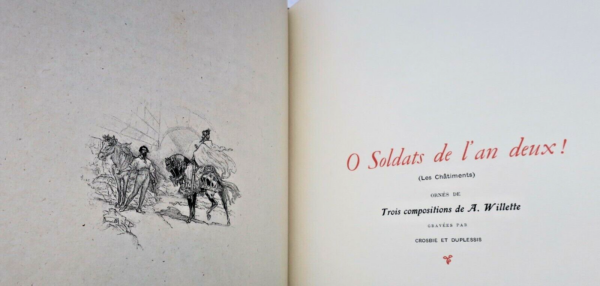 O Soldats de l'an deux !
(Les Châtiments)
ORNÉS DE
Trois compositions de A. Willette
GRAVÉES PAR
CROSBIE ET DUPLESSIS